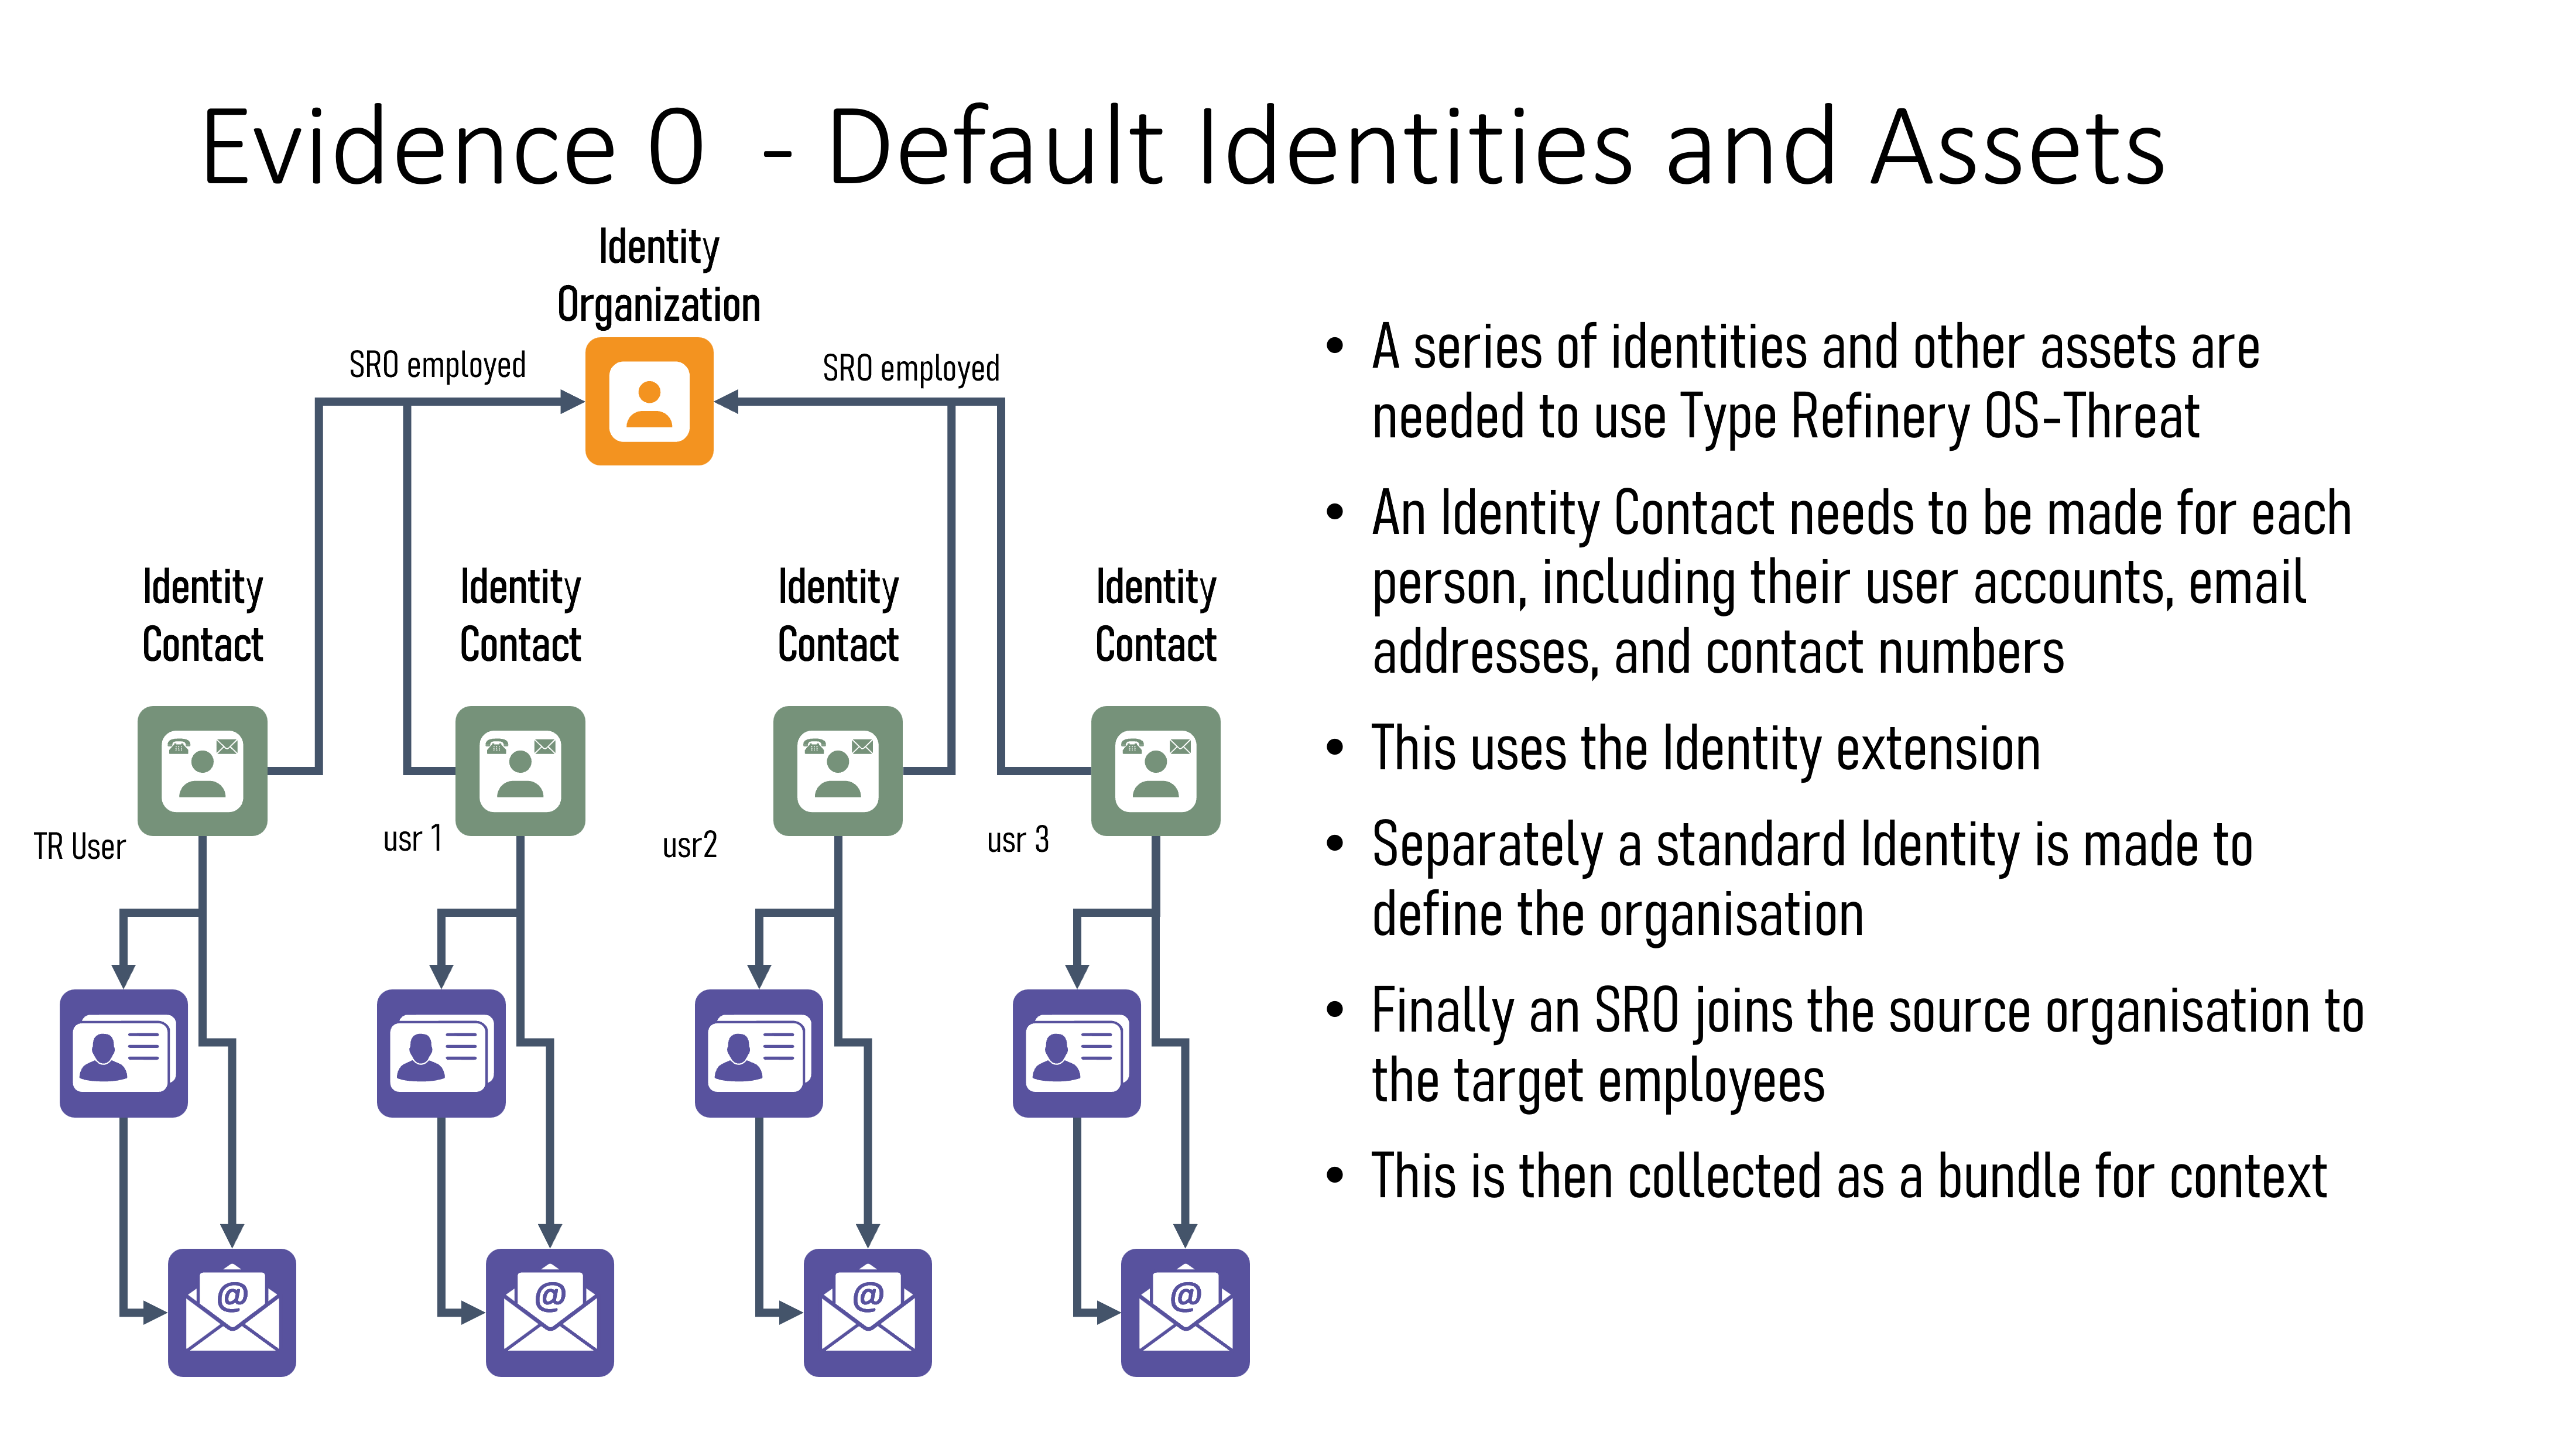 Evidence 0 - Default Identities and Assets
Identity
Organization
SRO employed
SRO employed
Identity
Contact
Identity
Contact
Identity
Contact
Identity
Contact
TR User
usr 1
usr2
usr 3
@
@
@
@
• A series of identities and other assets are
needed to use Type Refinery OS-Threat
• An Identity Contact needs to be made for each
person, including their user accounts, email
addresses, and contact numbers
• This uses the Identity extension
• Separately a standard Identity is made to
define the organisation
• Finally an SRO joins the source organisation to
the target employees
• This is then collected as a bundle for context